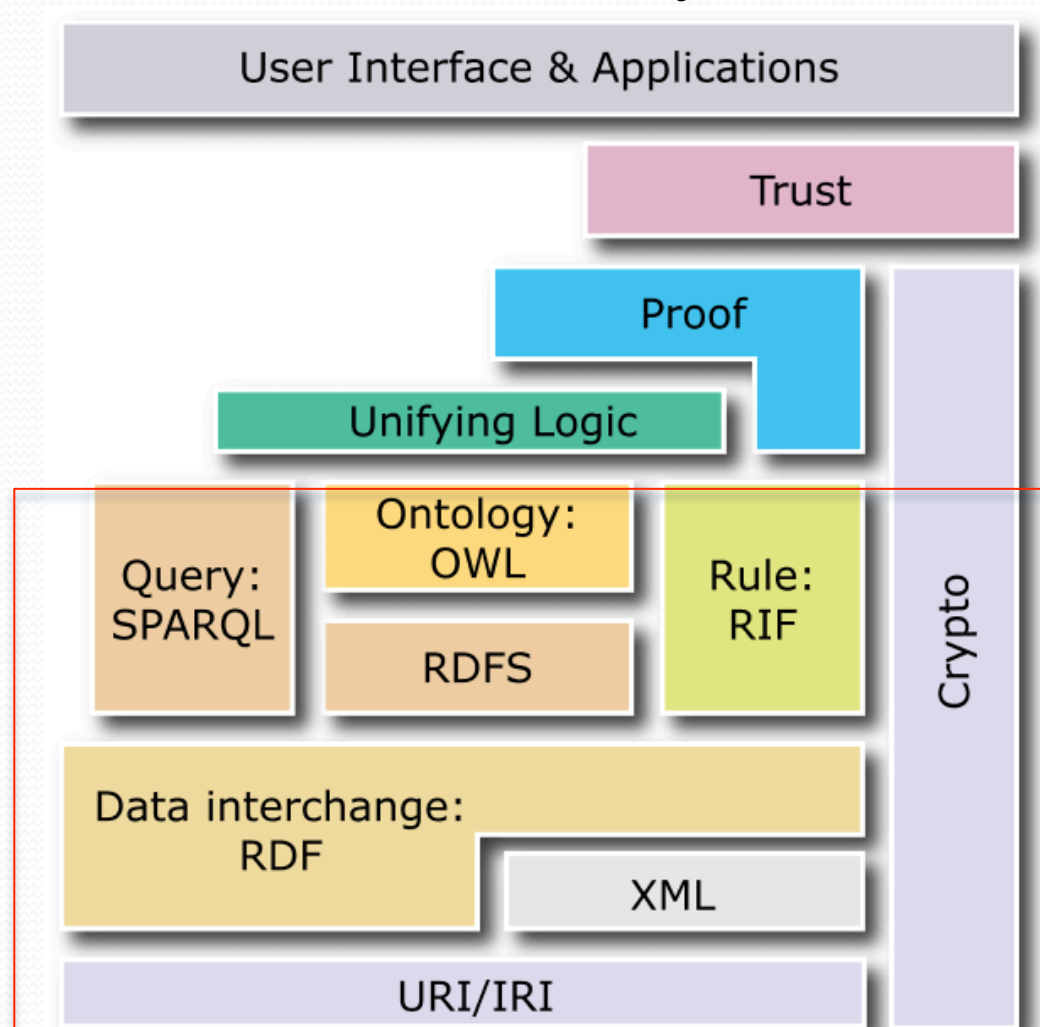 User Interface & Applications
Trust
Proof
Unifying Logic
Query:
SPARQL
Ontology:
OWL
RDFS
Rule:
RIF
Crypto
Data interchange:
RDF
XML
URI/IRI